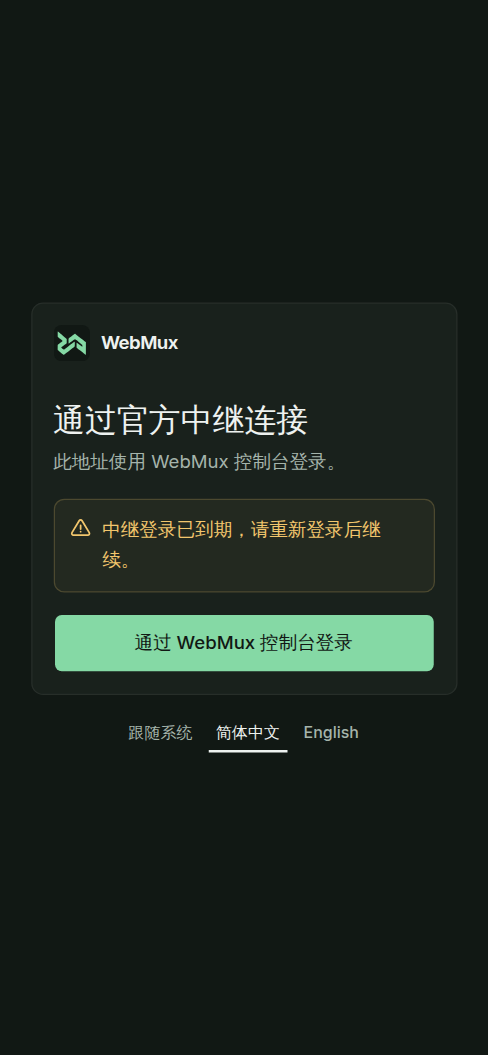 WebMux
通过官方中继连接
此地址使用 WebMux 控制台登录。
中继登录已到期，请重新登录后继
续。
通过 WebMux 控制台登录
跟随系统 简体中文 English